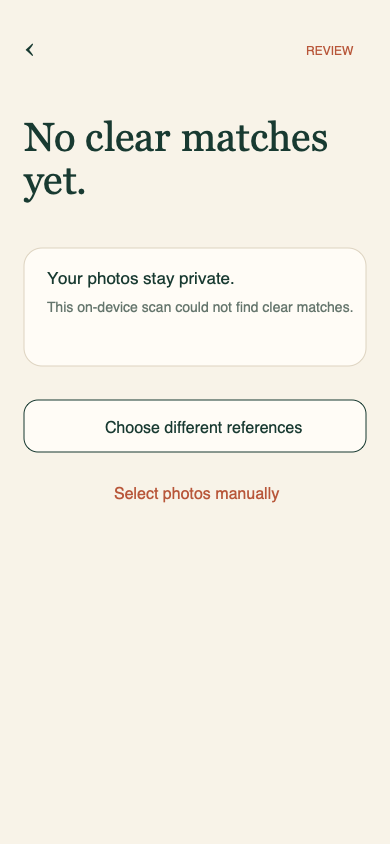 REVIEW
No clear matches
yet.
Your photos stay private.
This on-device scan could not find clear matches.
Choose different references
Select photos manually